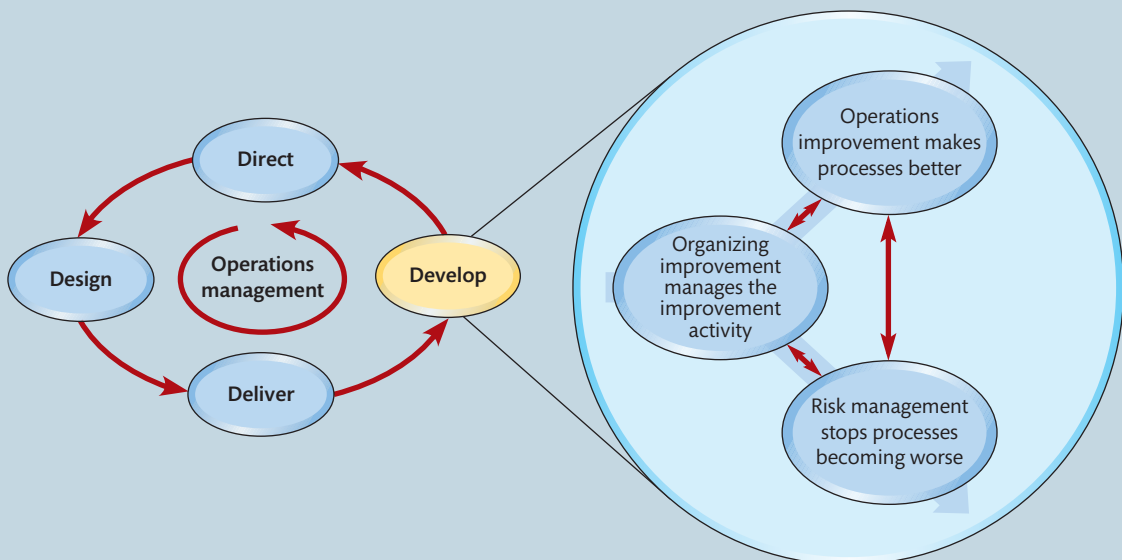 Direct
Design
Operations
management
Develop
Deliver
Operations
improvement makes
processes better
Organizing
improvement
manages the
improvement
activity
Risk management
stops processes
becoming worse